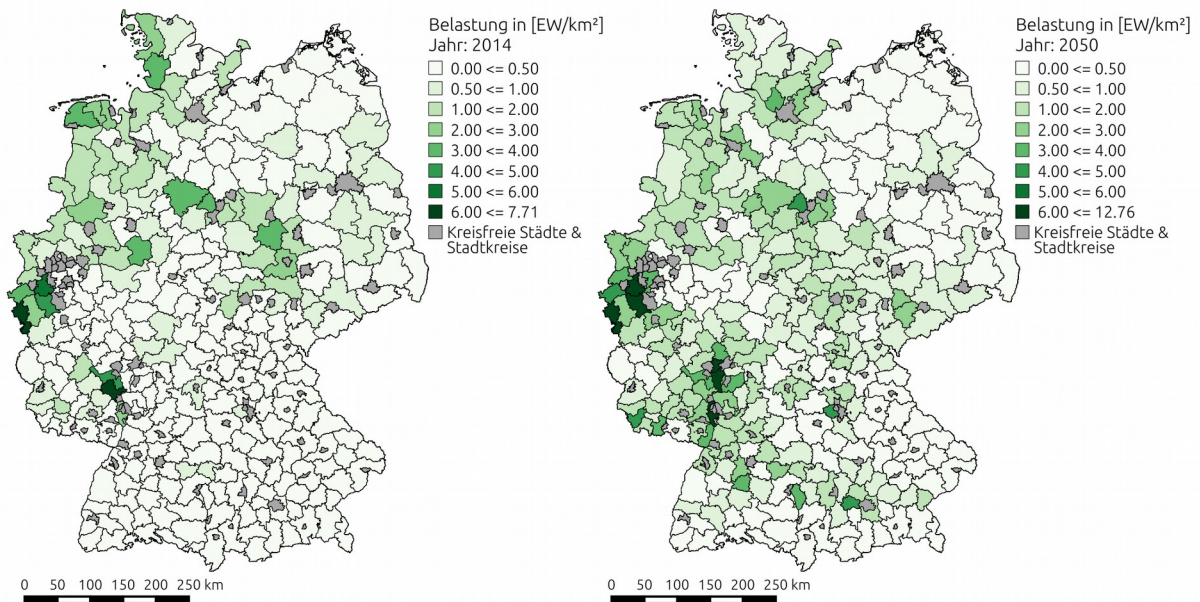 Belastung in [EW/km²]
Jahr: 2014
0.00 <= 0.50
0.50 <= 1.00
1.00 <= 2.00
2.00 <= 3.00
3.00 <= 4.00
4.00 <= 5.00
5.00 <= 6.00
6.00 <= 7.71
Kreisfreie Städte &
Stadtkreise
0 50 100 150 200 250 km
Belastung in [EW/km²]
Jahr: 2050
0.00 <= 0.50
0.50 <= 1.00
1.00 <= 2.00
2.00 <= 3.00
3.00 <= 4.00
4.00 <= 5.00
5.00 <= 6.00
6.00 <= 12.76
Kreisfreie Städte &
Stadtkreise
0 50 100 150 200 250 km